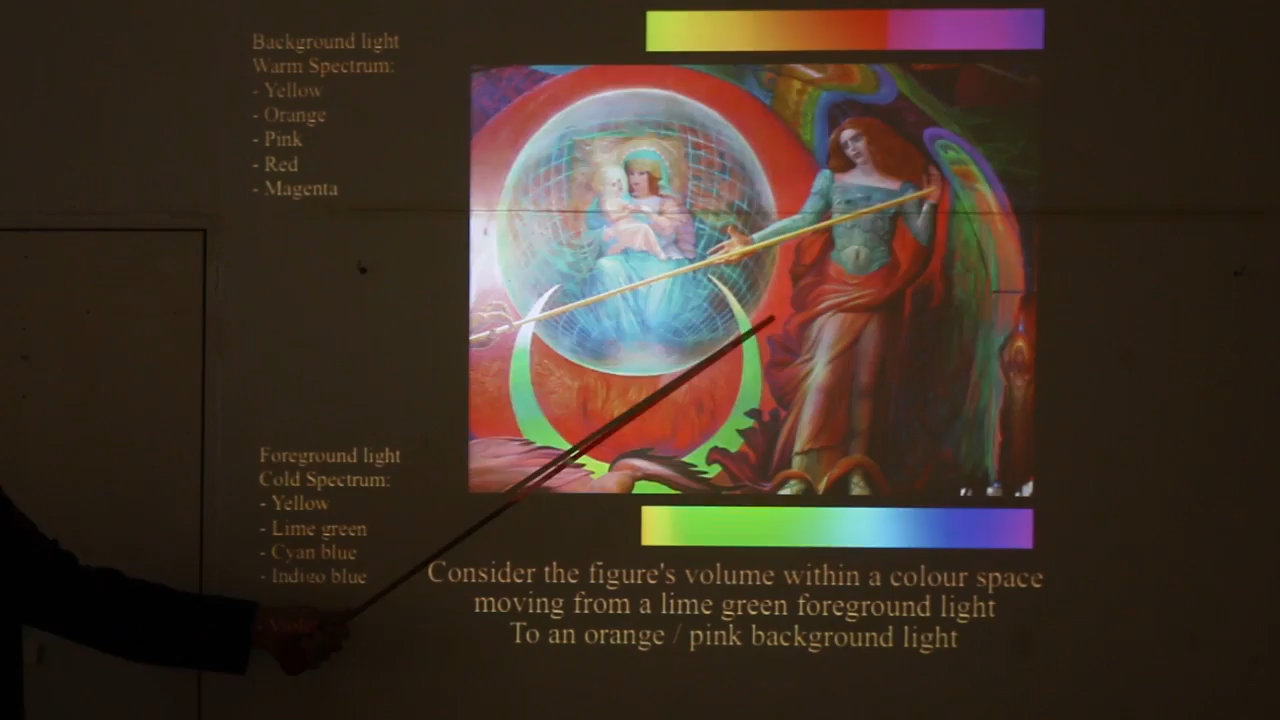 Background light
Warm Spectrum:
- Yellow
- Orange
- Pink
- Red
- Magenta
Foreground light
Cold Spectrum:
- Yellow
- Lime green
- Cyan blue
- Indigo blue
- Violet
Consider the figure's volume within a colour space
moving from a lime green foreground light
To an orange / pink background light